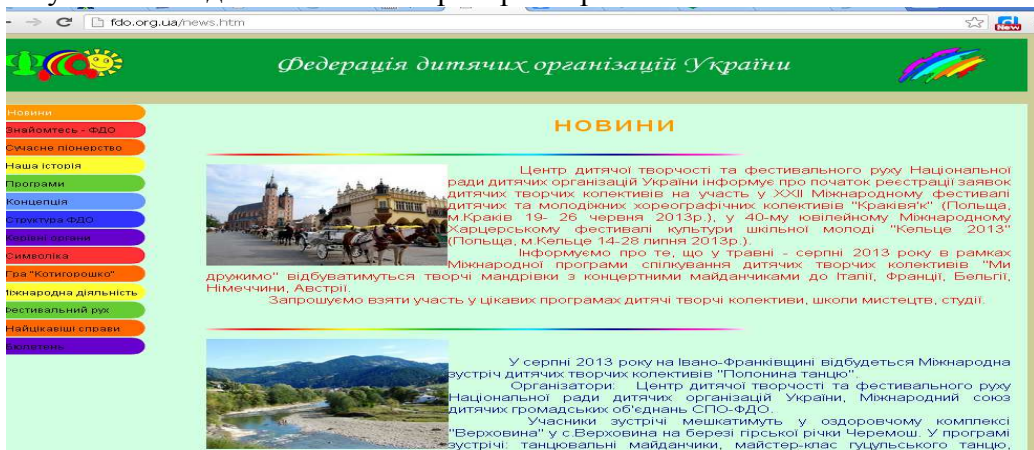 fdo.org.ua/news.htm
New
Федерація дитячих організацій України
Новини
Знайомтесь - ФДО
Сучасне піонерство
Наша історія
Програми
Концепція
Структура ФДО
Керівні органи
Символіка
Гра "Котигорошко"
Міжнародна діяльність
Фестивальний рух
Найцікавіші справи
Бюлетень
НОВИНИ
Центр дитячої творчості та фестивального руху Національної
ради дитячих організацій України інформує про початок реєстрації заявок
дитячих творчих колективів на участь у XXII Міжнародному фестивалі
дитячих та молодіжних хореографічних колективів "Краків'як" (Польща,
м.Краків 19- 26 червня 2013р.), у 40-му ювілейному Міжнародному
Харцерському фестивалі культури шкільної молоді "Кельце 2013"
(Польща, м.Кельце 14-28 липня 2013р.).
Інформуємо про те, що у травні - серпні 2013 року в рамках
Міжнародної програми спілкування дитячих творчих колективів "Ми
дружимо" відбуватимуться творчі мандрівки з концертними майданчиками до Італії, Франції, Бельгії,
Німеччини, Австрії.
Запрошуємо взяти участь у цікавих програмах дитячі творчі колективи, школи мистецтв, студії.
У серпні 2013 року на Івано-Франківщині відбудеться Міжнародна
зустріч дитячих творчих колективів "Полонина танцю".
Організатори: Центр дитячої творчості та фестивального руху
Національної ради дитячих організацій України, Міжнародний союз
дитячих громадських об'єднань СПО-ФДО.
Учасники зустрічі мешкатимуть у оздоровчому комплексі
"Верховина" у с.Верховина на березі гірської річки Черемош. У програмі
зустрічі: танцювальні майданчики, майстер-клас гуцульського танцю,